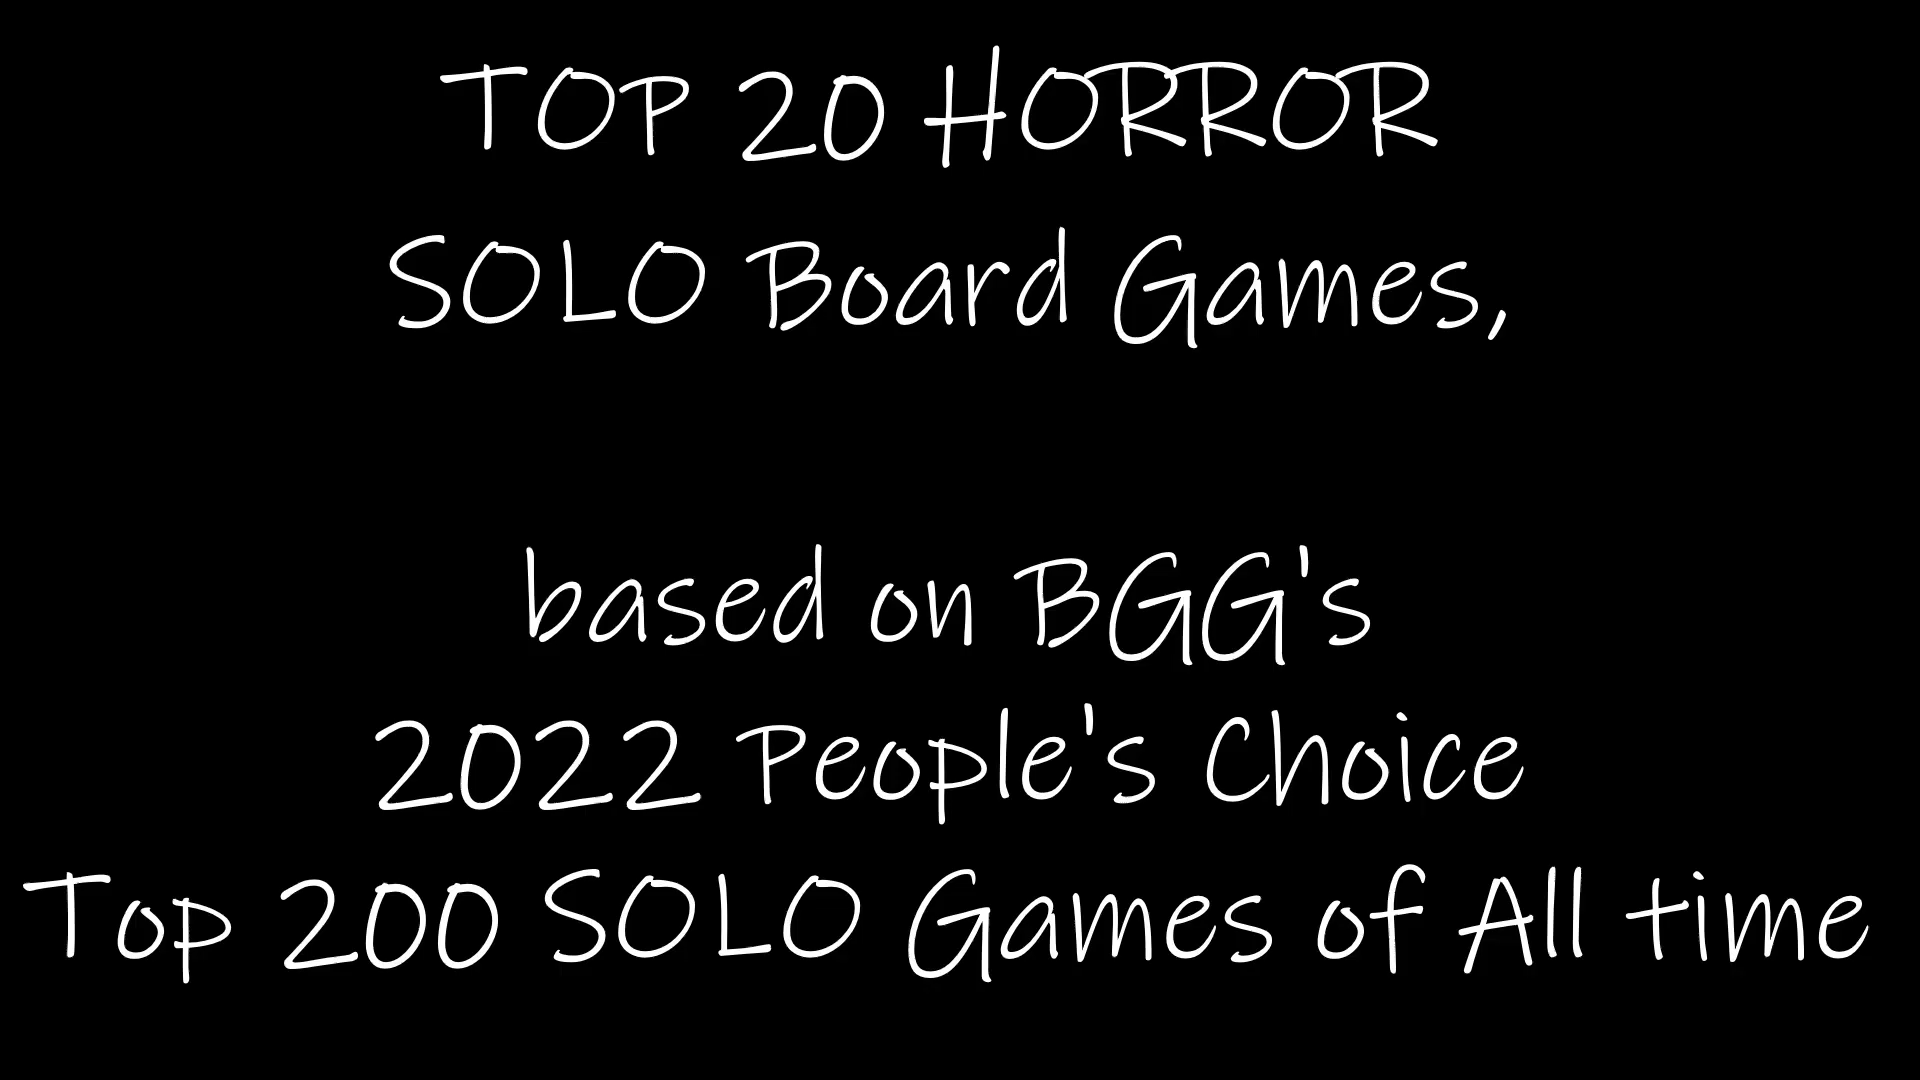 TOP 20 HORROR
SOLO Board Games,
based on BGG's
2022 People's Choice
Top 200 SOLO Games of All time